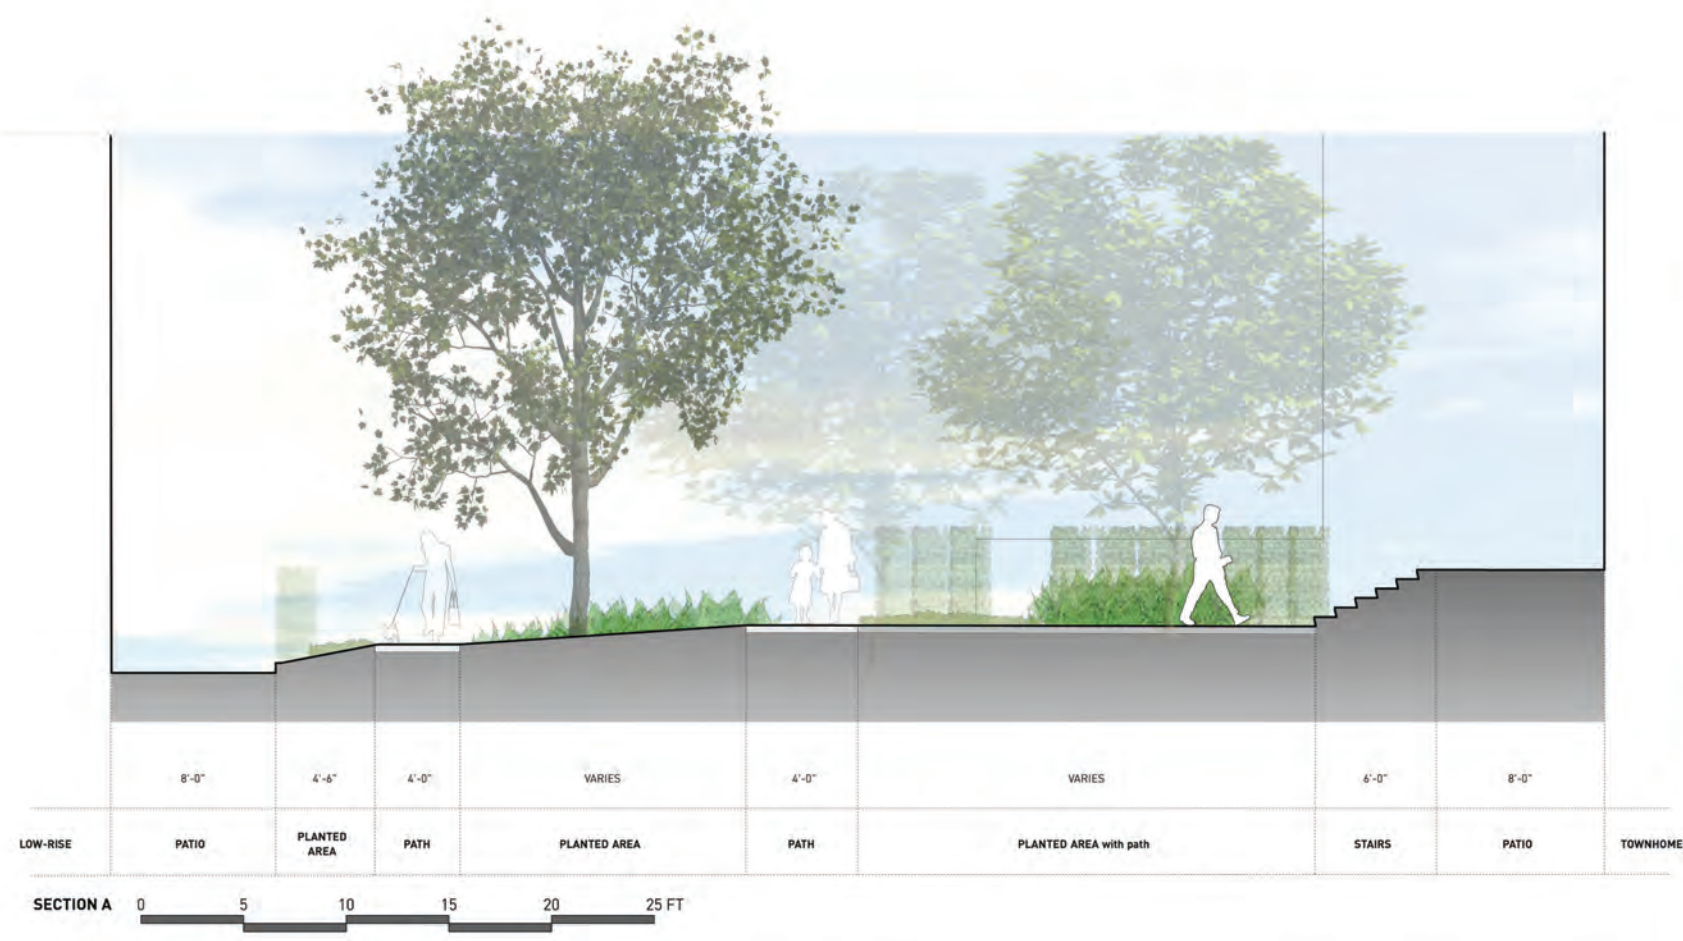 8'-0"
4'-6"
4'-0"
VARIES
4'-0"
VARIES
6'-0"
8'-0"
LOW-RISE
PATIO
PLANTED
AREA
PATH
PLANTED AREA
PATH
PLANTED AREA with path
STAIRS
PATIO
TOWNHOME
SECTION A
0 5 10 15 20 25 FT